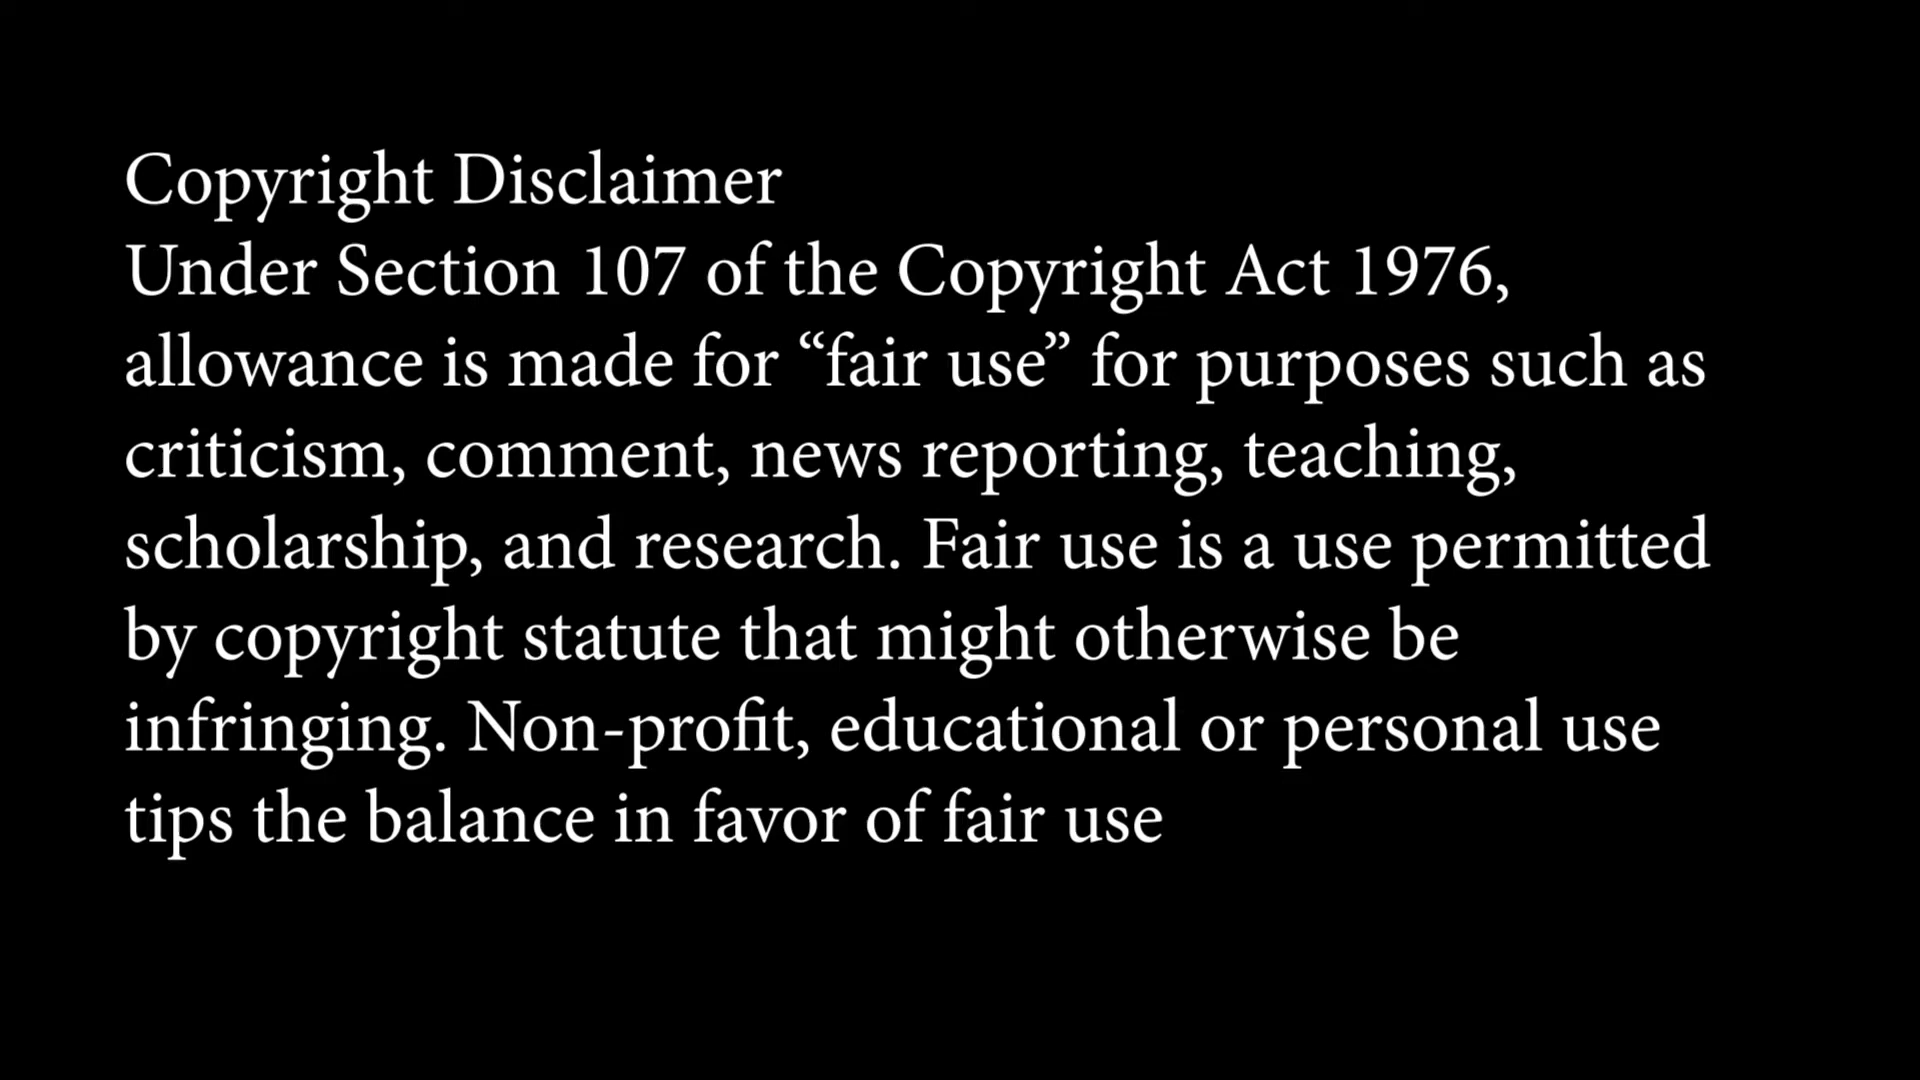 Copyright Disclaimer
Under Section 107 of the Copyright Act 1976,
allowance is made for “fair use” for purposes such as
criticism, comment, news reporting, teaching,
scholarship, and research. Fair use is a use permitted
by copyright statute that might otherwise be
infringing. Non-profit, educational or personal use
tips the balance in favor of fair use